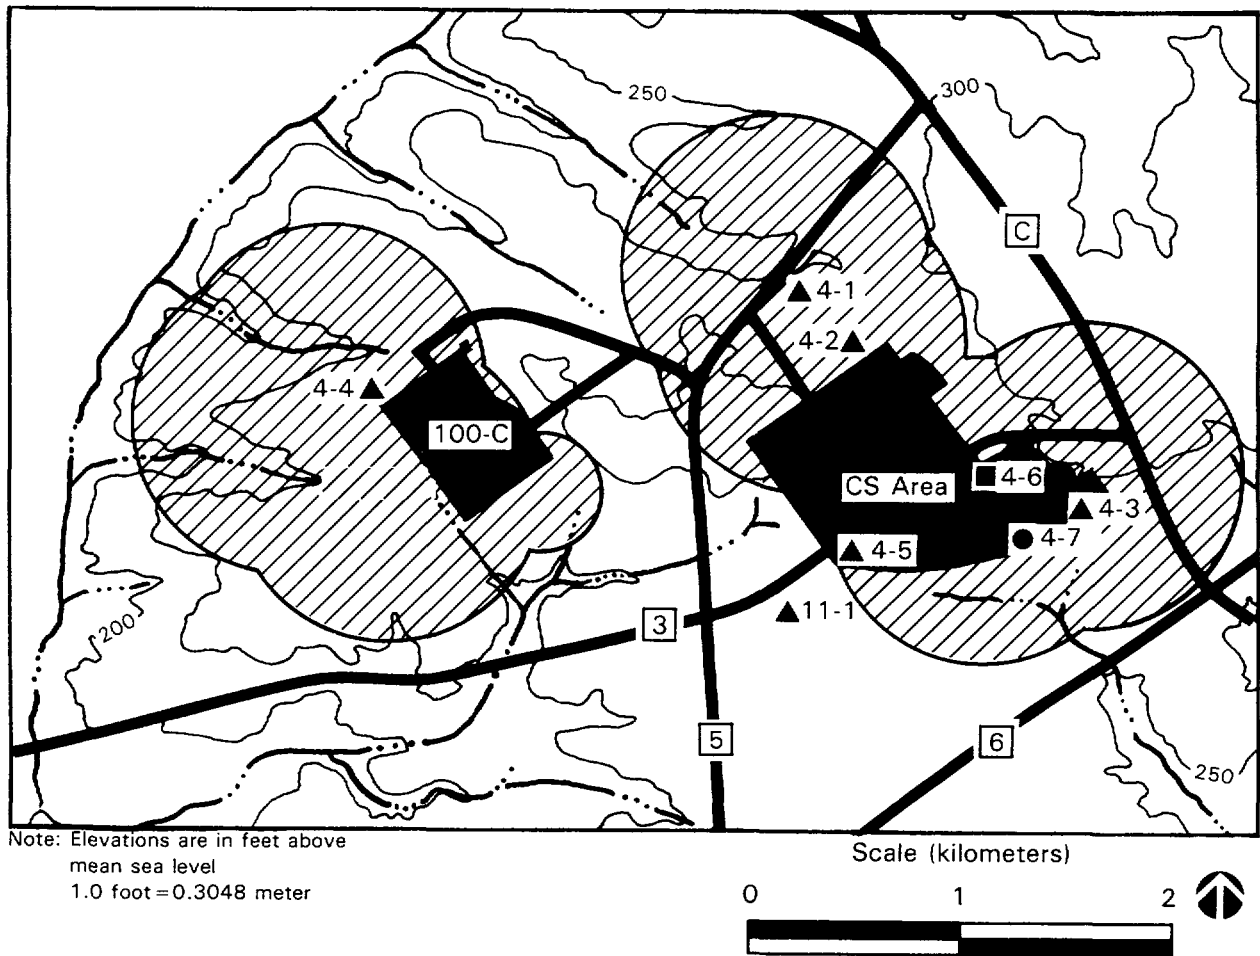 250
300
C
4-1
4-2
4-4
100-C
CS Area
4-6
4-3
4-7
4-5
11-1
200
3
5
6
250
Note: Elevations are in feet above
mean sea level
1.0 foot=0.3048 meter
Scale (kilometers)
0 1 2